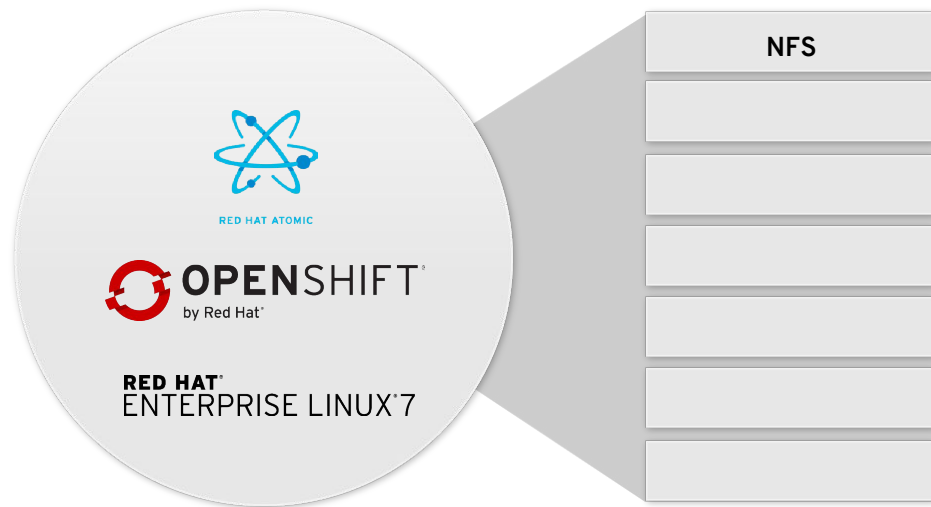 RED HAT ATOMIC
OPENSHIFT
by Red Hat®
RED HAT®
ENTERPRISE LINUX®7
NFS